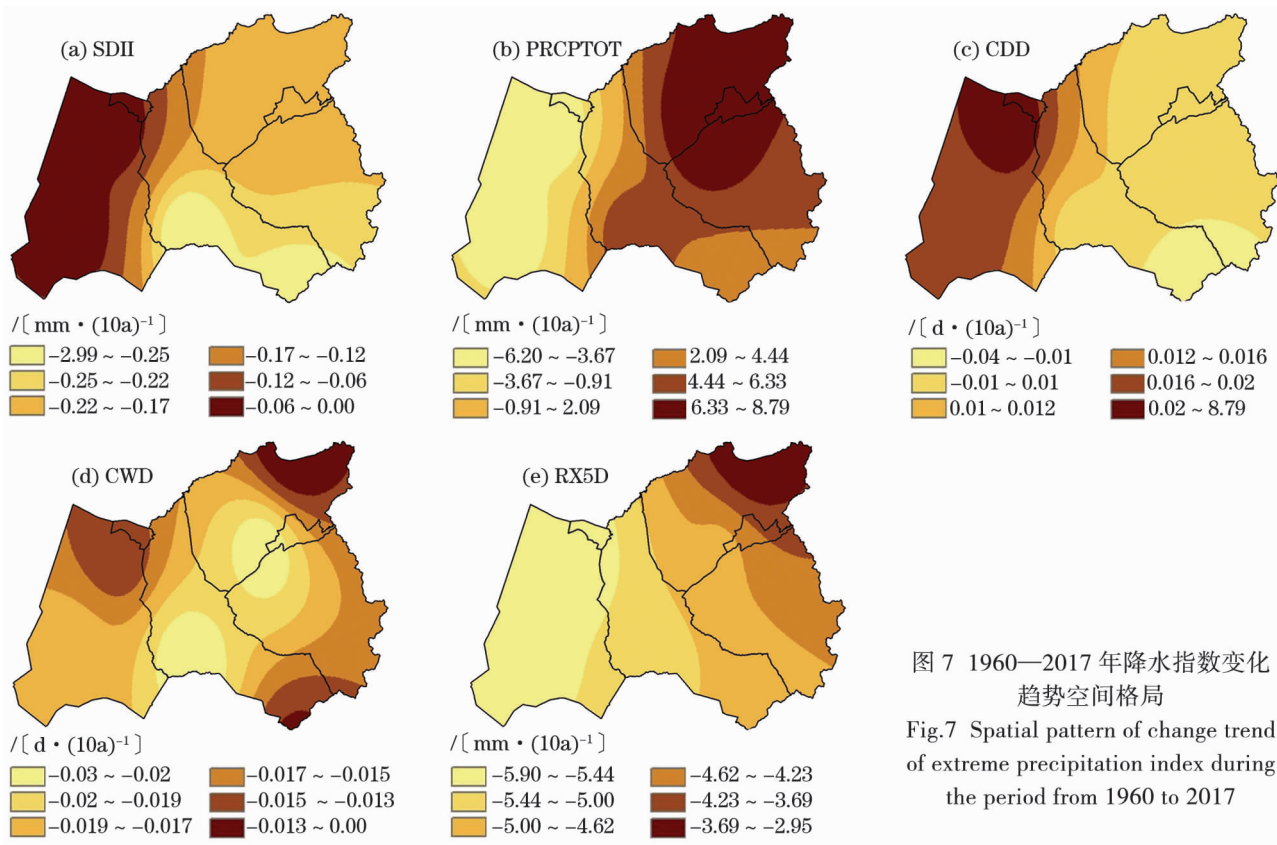 (a) SDII
(b) PRCPTOT
(c) CDD
/〔mm·(10a)⁻¹〕
-2.99 ~ -0.25
-0.25 ~ -0.22
-0.22 ~ -0.17
-0.17 ~ -0.12
-0.12 ~ -0.06
-0.06 ~ 0.00
/〔mm·(10a)⁻¹〕
-6.20 ~ -3.67
-3.67 ~ -0.91
-0.91 ~ 2.09
2.09 ~ 4.44
4.44 ~ 6.33
6.33 ~ 8.79
/〔d·(10a)⁻¹〕
-0.04 ~ -0.01
-0.01 ~ 0.01
0.01 ~ 0.012
0.012 ~ 0.016
0.016 ~ 0.02
0.02 ~ 8.79
(d) CWD
(e) RX5D
/〔d·(10a)⁻¹〕
-0.03 ~ -0.02
-0.02 ~ -0.019
-0.019 ~ -0.017
-0.017 ~ -0.015
-0.015 ~ -0.013
-0.013 ~ 0.00
/〔mm·(10a)⁻¹〕
-5.90 ~ -5.44
-5.44 ~ -5.00
-5.00 ~ -4.62
-4.62 ~ -4.23
-4.23 ~ -3.69
-3.69 ~ -2.95
图 7 1960—2017 年降水指数变化
趋势空间格局
Fig.7 Spatial pattern of change trend
of extreme precipitation index during
the period from 1960 to 2017